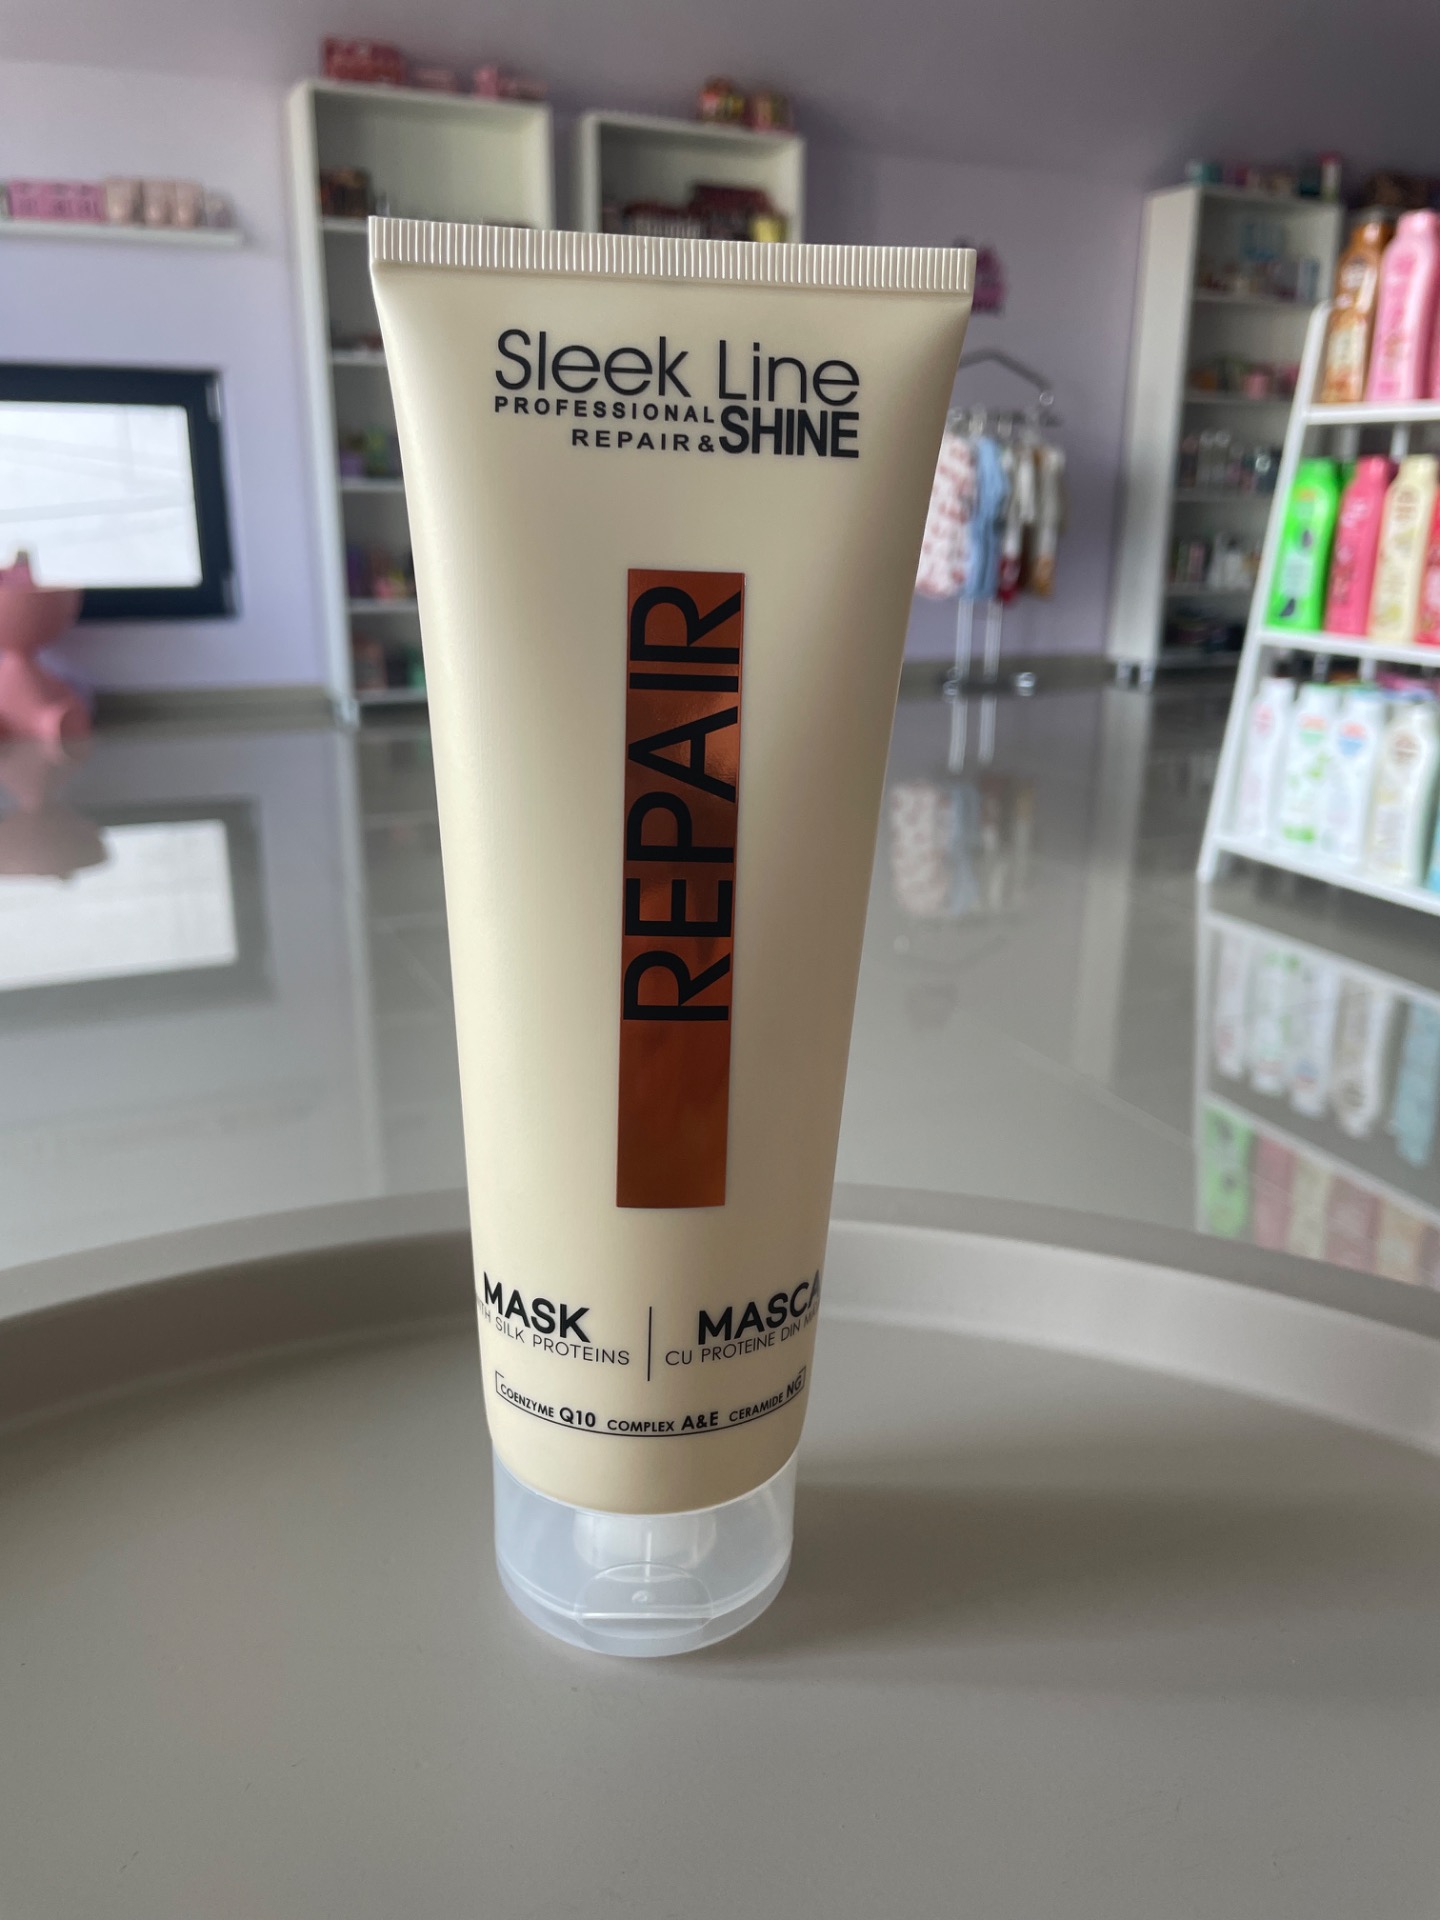 Sleek Line
PROFESSIONAL SHINE
REPAIR &
REPAIR
MASK
SILK PROTEINS
MASCA
CU PROTEINE DIN
COENZYME Q10 COMPLEX A&E CERAMIDE NG